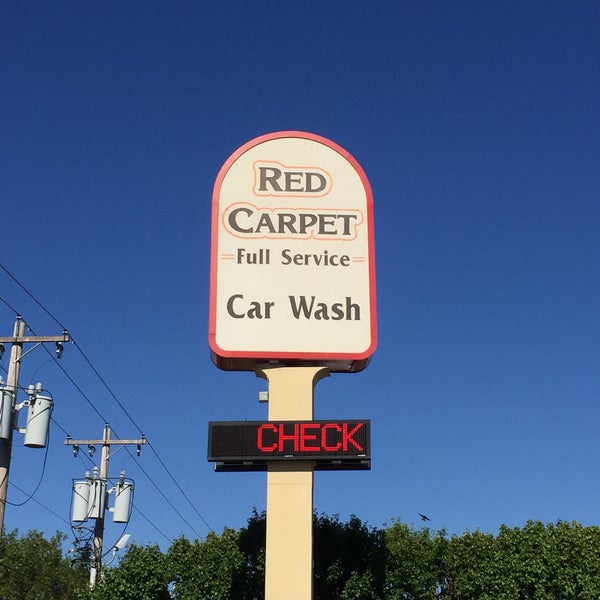 RED
CARPET
Full Service
Car Wash
CHECK